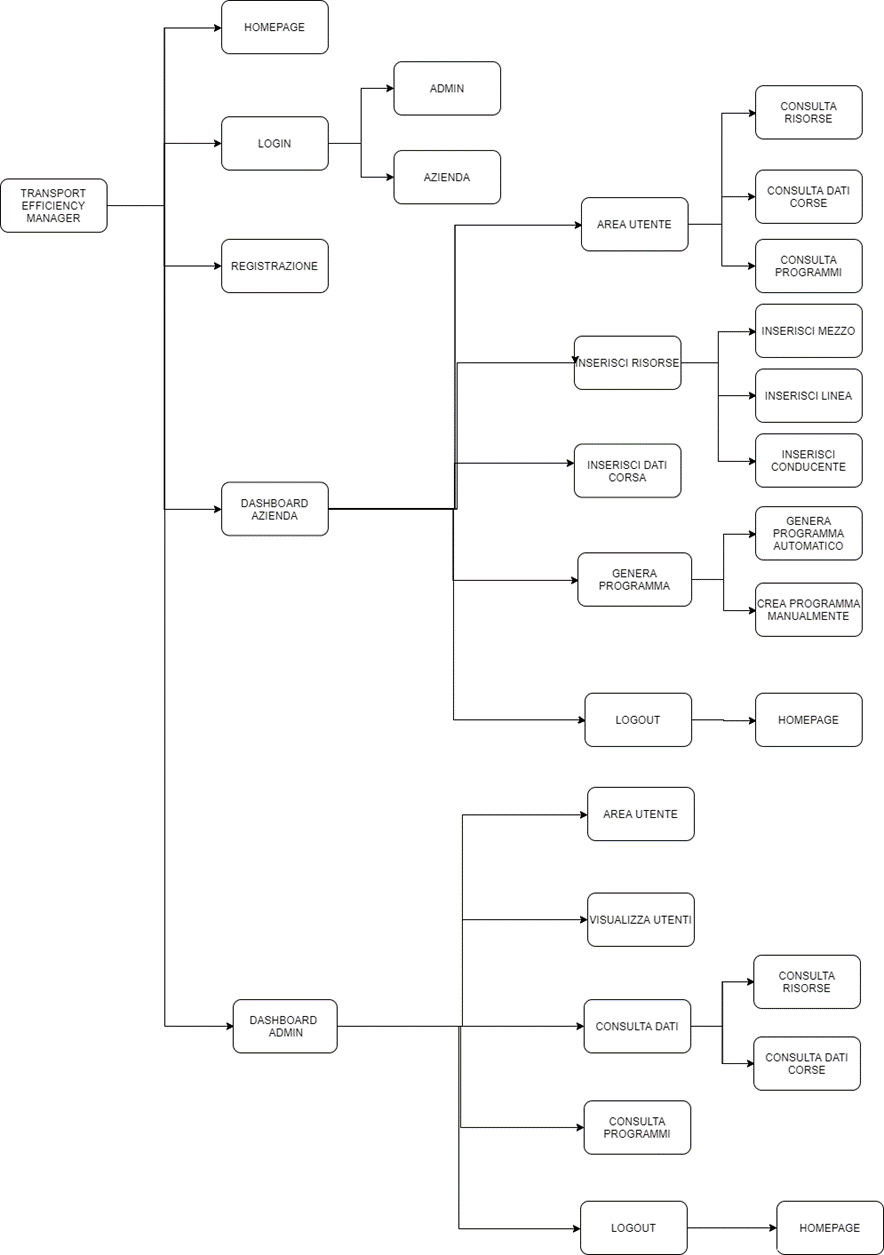 HOMEPAGE
ADMIN
LOGIN
AZIENDA
TRANSPORT
EFFICIENCY
MANAGER
REGISTRAZIONE
CONSULTA
RISORSE
CONSULTA DATI
CORSE
AREA UTENTE
CONSULTA
PROGRAMMI
INSERISCI MEZZO
INSERISCI RISORSE
INSERISCI LINEA
INSERISCI
CONDUCENTE
INSERISCI DATI
CORSA
DASHBOARD
AZIENDA
GENERA
PROGRAMMA
AUTOMATICO
GENERA
PROGRAMMA
CREA PROGRAMMA
MANUALMENTE
LOGOUT
HOMEPAGE
AREA UTENTE
VISUALIZZA UTENTI
CONSULTA
RISORSE
DASHBOARD
ADMIN
CONSULTA DATI
CONSULTA DATI
CORSE
CONSULTA
PROGRAMMI
LOGOUT
HOMEPAGE